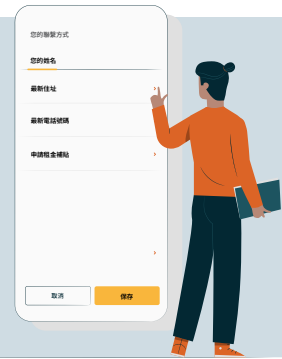 您的聯繫方式
您的姓名
最新住址
最新電話號碼
申請租金補貼
取消
保存